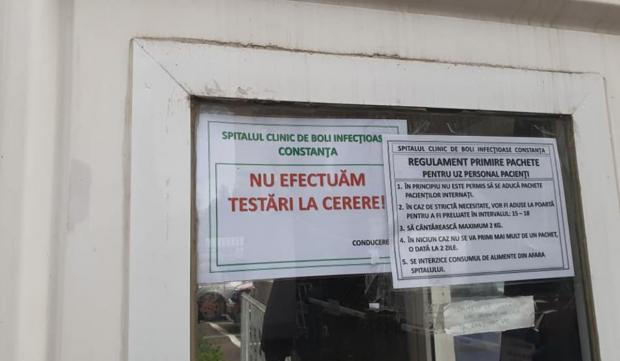 SPITALUL CLINIC DE BOLI INFECȚIOAS
CONSTANȚA
NU EFECTUĂM
TESTĂRI LA CERERE!
CONDUCERE
SPITALUL CLINIC DE BOLI INFECȚIOASE CONSTANȚA
REGULAMENT PRIMIRE PACHETE
PENTRU UZ PERSONAL PACIENȚI
1. ÎN PRINCIPIU NU ESTE PERMIS SĂ SE ADUCĂ PACHETE
PACIENȚILOR INTERNAȚI.
2. ÎN CAZ DE STRICTĂ NECESITATE, VOR FI ADUSE LA POARTĂ
PENTRU A FI PRELUATE ÎN INTERVALUL: 15 – 18
3. SĂ CÂNTĂREASCĂ MAXIMUM 2 KG.
4. ÎN NICIUN CAZ NU SE VA PRIMI MAI MULT DE UN PACHET,
O DATĂ LA 2 ZILE.
5. SE INTERZICE CONSUMUL DE ALIMENTE DIN AFARA
SPITALULUI.